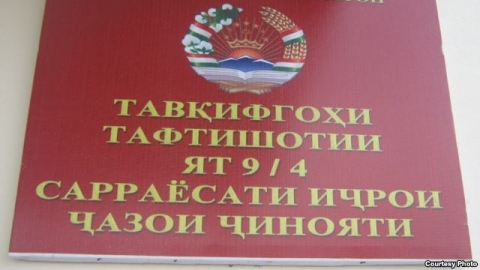 ТАВҚИФГОҲИ
ТАФТИШОТИИ
ЯТ 9 / 4
САРРАЁСАТИ ИҶРОИ
ҶАЗОИ ҶИНОЯТИ
Courtesy Photo